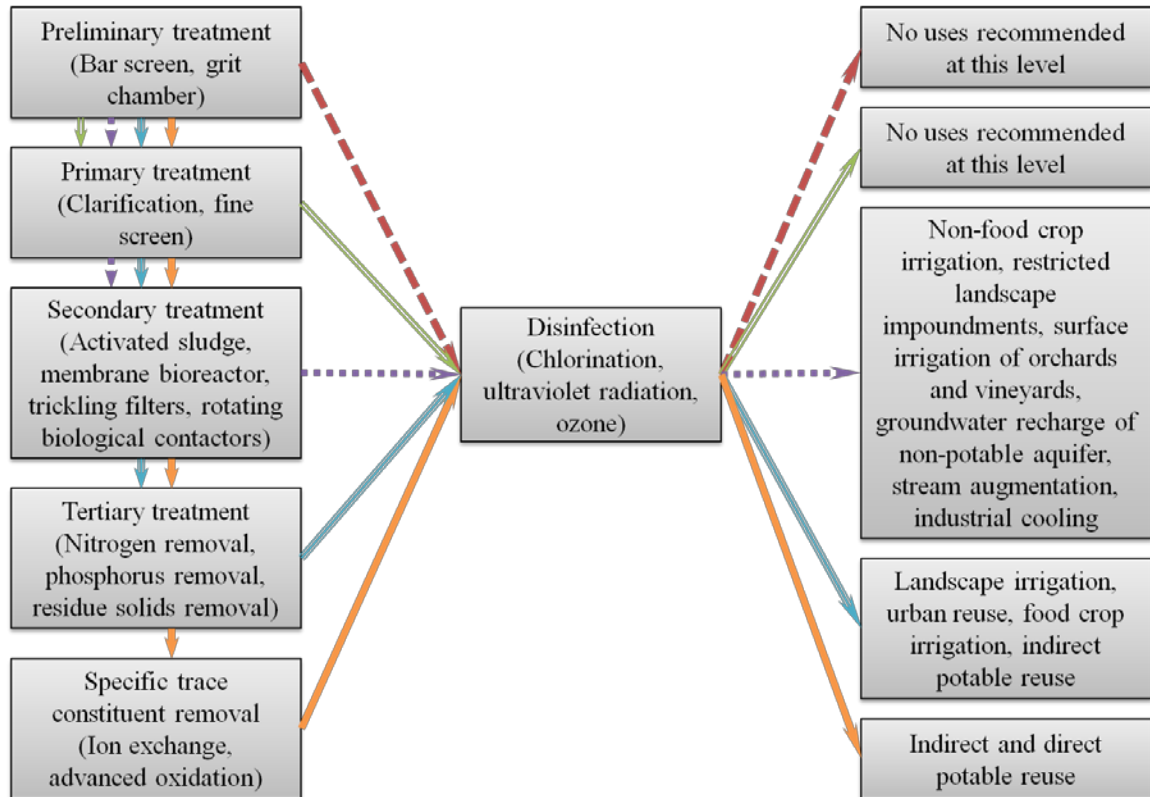 Preliminary treatment
(Bar screen, grit
chamber)
Primary treatment
(Clarification, fine
screen)
Secondary treatment
(Activated sludge,
membrane bioreactor,
trickling filters, rotating
biological contactors)
Tertiary treatment
(Nitrogen removal,
phosphorus removal,
residue solids removal)
Specific trace
constituent removal
(Ion exchange,
advanced oxidation)
Disinfection
(Chlorination,
ultraviolet radiation,
ozone)
No uses recommended
at this level
No uses recommended
at this level
Non-food crop
irrigation, restricted
landscape
impoundments, surface
irrigation of orchards
and vineyards,
groundwater recharge of
non-potable aquifer,
stream augmentation,
industrial cooling
Landscape irrigation,
urban reuse, food crop
irrigation, indirect
potable reuse
Indirect and direct
potable reuse